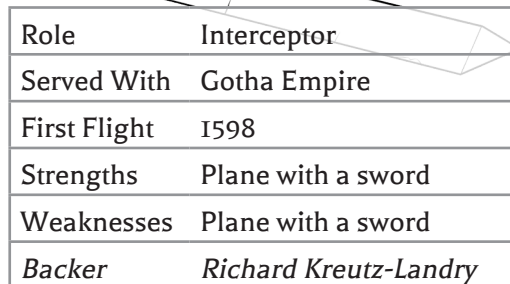 Role Interceptor
Served With Gotha Empire
First Flight 1598
Strengths Plane with a sword
Weaknesses Plane with a sword
Backer Richard Kreutz-Landry